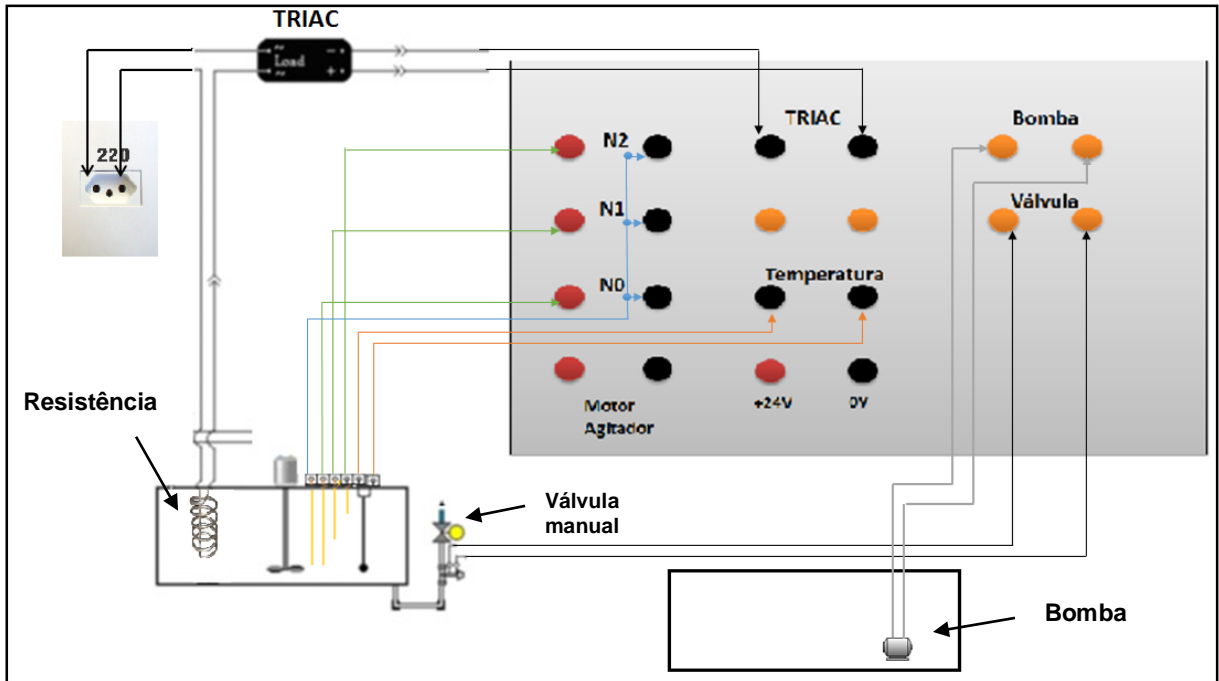 TRIAC
Load
220
N2
TRIAC
Bomba
N1
Válvula
N0
Temperatura
Motor
Agitador
+24V
0V
Resistência
Válvula
manual
Bomba